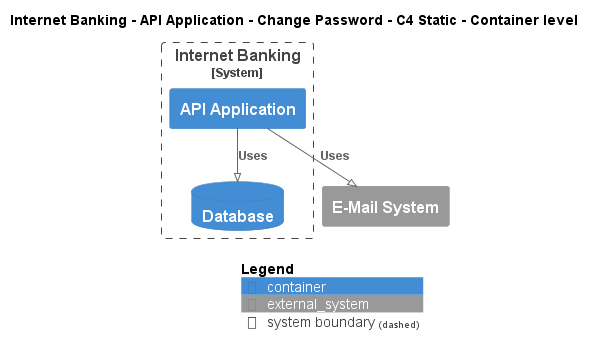 Internet Banking - API Application - Change Password - C4 Static - Container level
Internet Banking
[System]
API Application
Uses
Uses
Database
E-Mail System
Legend
container
external_system
system boundary (dashed)